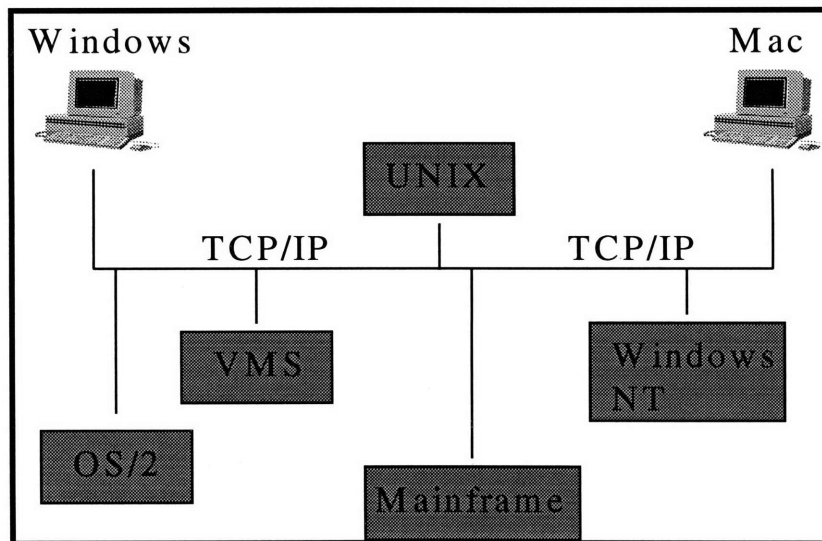 Windows
Mac
UNIX
TCP/IP
TCP/IP
VMS
Windows
NT
OS/2
Mainframe